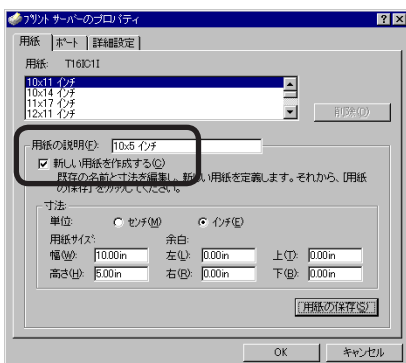 プリント サーバーのプロパティ
用紙 ポート 詳細設定
用紙: T16IC1I
10x11 インチ
10x14 インチ
11x17 インチ
12x11 インチ
削除(D)
用紙の説明(F): 10x5 インチ
新しい用紙を作成する(C)
既存の名前と寸法を編集し、新しい用紙を定義します。それから、[用紙
の保存] をクリックしてください。
寸法:
単位: センチ(M) インチ(E)
用紙サイズ: 余白:
幅(W): 10.00in 左(L): 0.00in 上(T): 0.00in
高さ(H): 5.00in 右(R): 0.00in 下(B): 0.00in
用紙の保存(S)
OK キャンセル